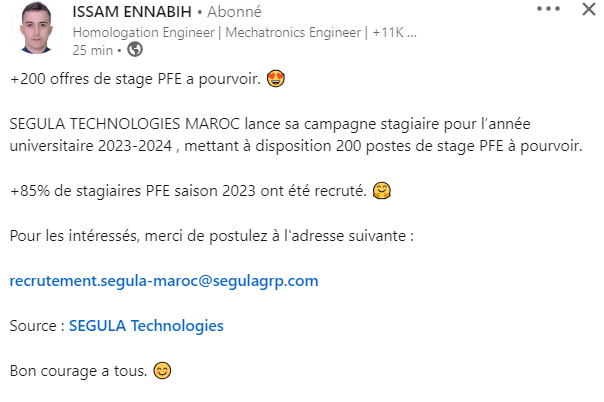 ISSAM ENNABIH • Abonné
Homologation Engineer | Mechatronics Engineer | +11K ...
25 min •
+200 offres de stage PFE a pourvoir. 😍
SEGULA TECHNOLOGIES MAROC lance sa campagne stagiaire pour l’année
universitaire 2023-2024 , mettant à disposition 200 postes de stage PFE à pourvoir.
+85% de stagiaires PFE saison 2023 ont été recruté. 🤗
Pour les intéressés, merci de postulez à l'adresse suivante :
recrutement.segula-maroc@segulagrp.com
Source : SEGULA Technologies
Bon courage a tous. 😊